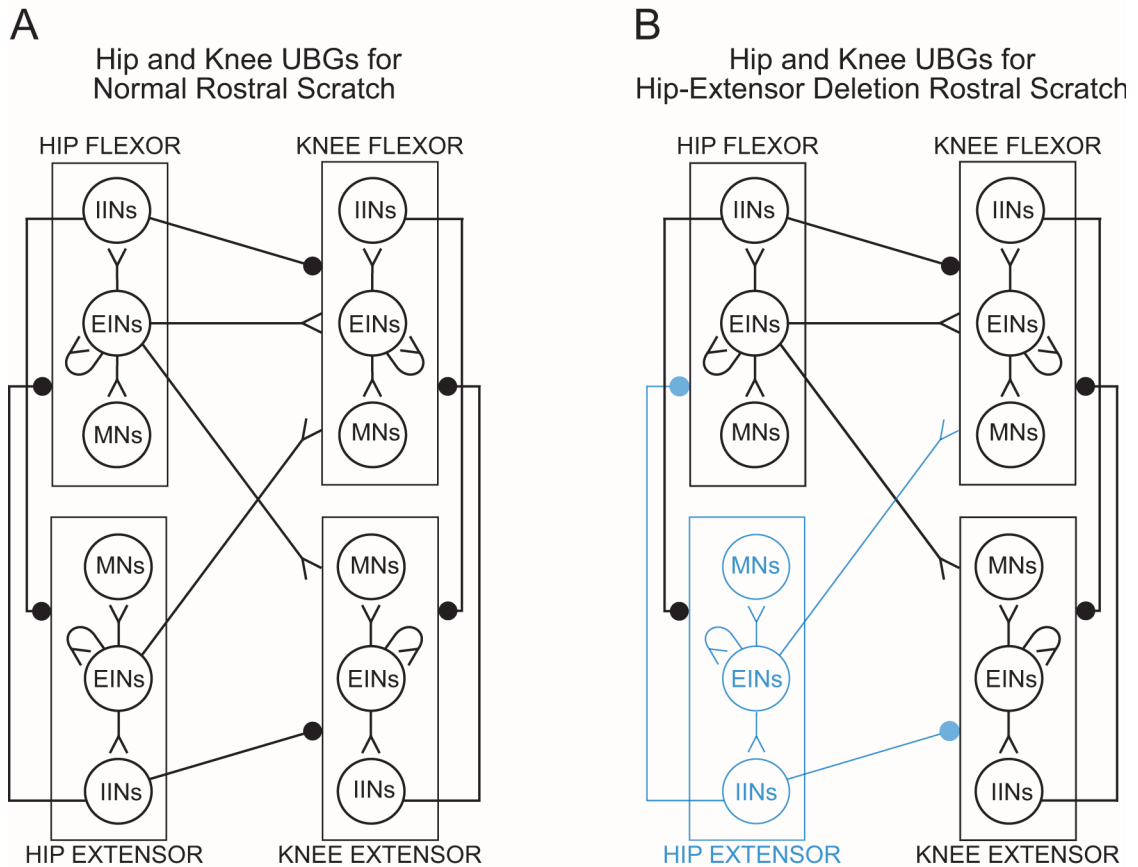 A
Hip and Knee UBGs for
Normal Rostral Scratch
HIP FLEXOR
KNEE FLEXOR
IINs
IINs
EINs
EINs
MNs
MNs
MNs
MNs
EINs
EINs
IINs
IINs
HIP EXTENSOR
KNEE EXTENSOR
B
Hip and Knee UBGs for
Hip-Extensor Deletion Rostral Scratch
HIP FLEXOR
KNEE FLEXOR
IINs
IINs
EINs
EINs
MNs
MNs
MNs
MNs
EINs
EINs
IINs
IINs
HIP EXTENSOR
KNEE EXTENSOR